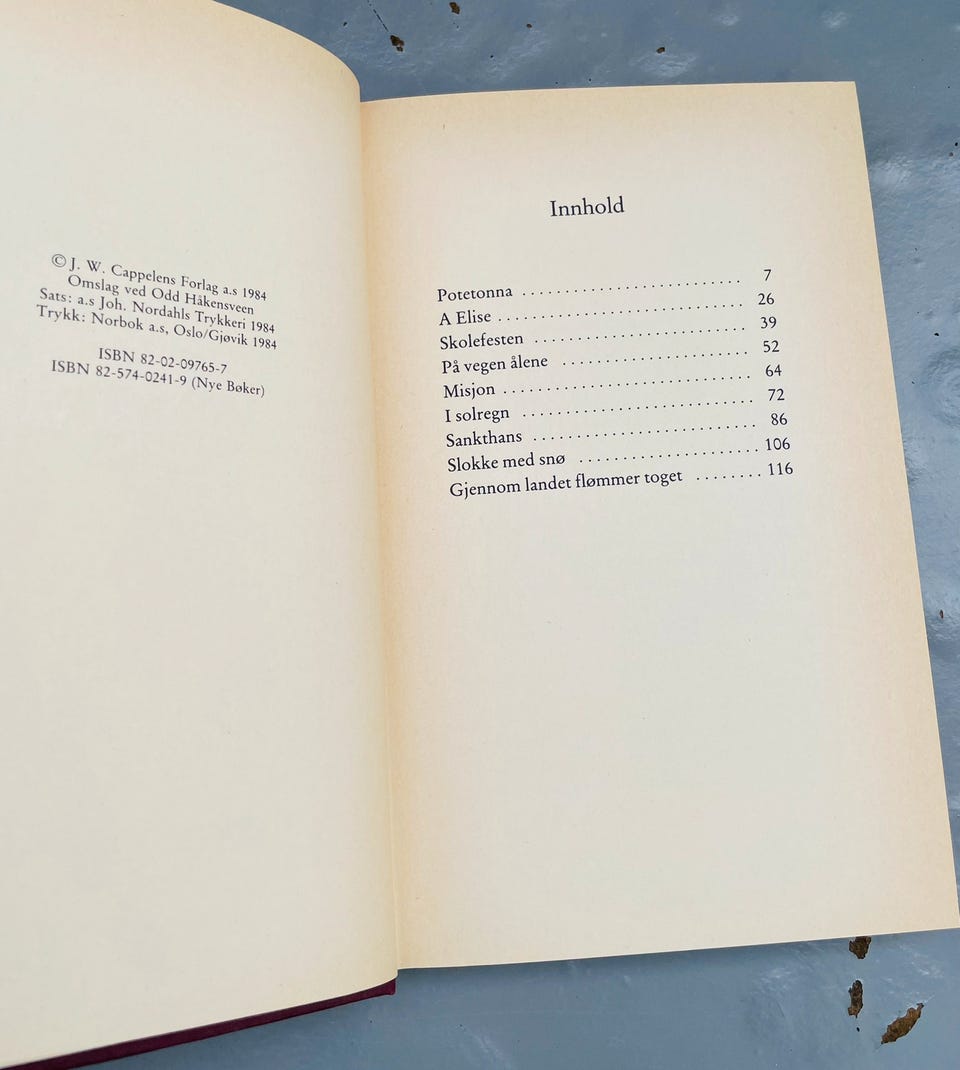 © J. W. Cappelens Forlag a.s 1984
Omslag ved Odd Håkensveen
Sats: a.s Joh. Nordahls Trykkeri 1984
Trykk: Norbok a.s, Oslo/Gjøvik 1984
ISBN 82-02-09765-7
ISBN 82-574-0241-9 (Nye Bøker)
Innhold
Potetonna ........................ 7
A Elise ........................... 26
Skolefesten ....................... 39
På vegen ålene .................... 52
Misjon ............................ 64
I solregn ......................... 72
Sankthans ......................... 86
Slokke med snø .................... 106
Gjennom landet flømmer toget ........ 116